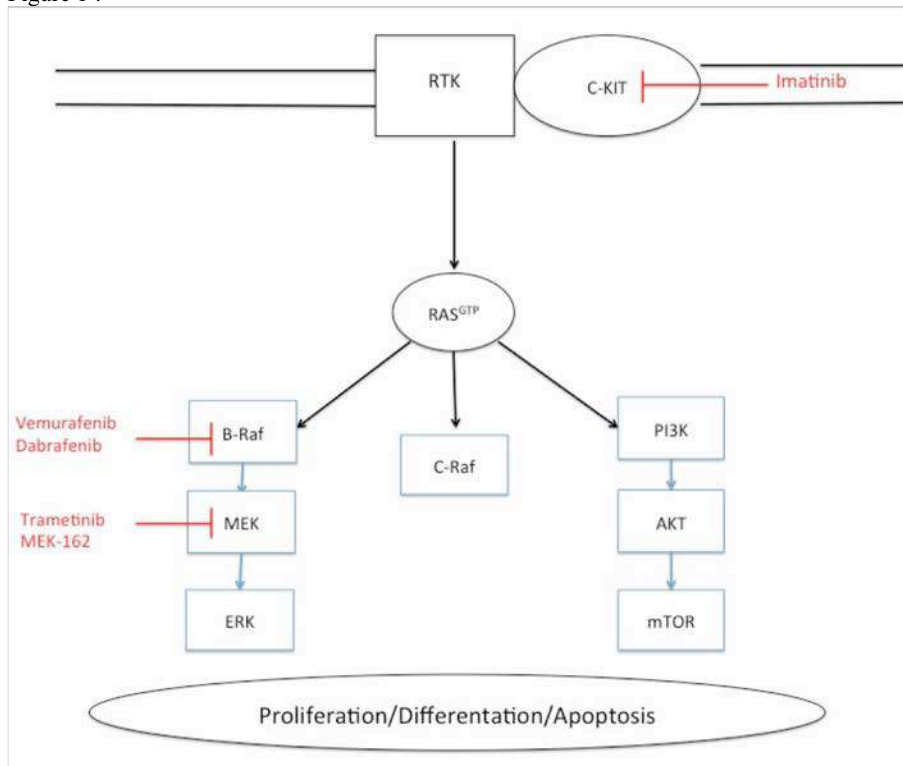 RTK
C-KIT
Imatinib
RAS^GTP
Vemurafenib
Dabrafenib
B-Raf
C-Raf
PI3K
Trametinib
MEK-162
MEK
AKT
ERK
mTOR
Proliferation/Differentation/Apoptosis